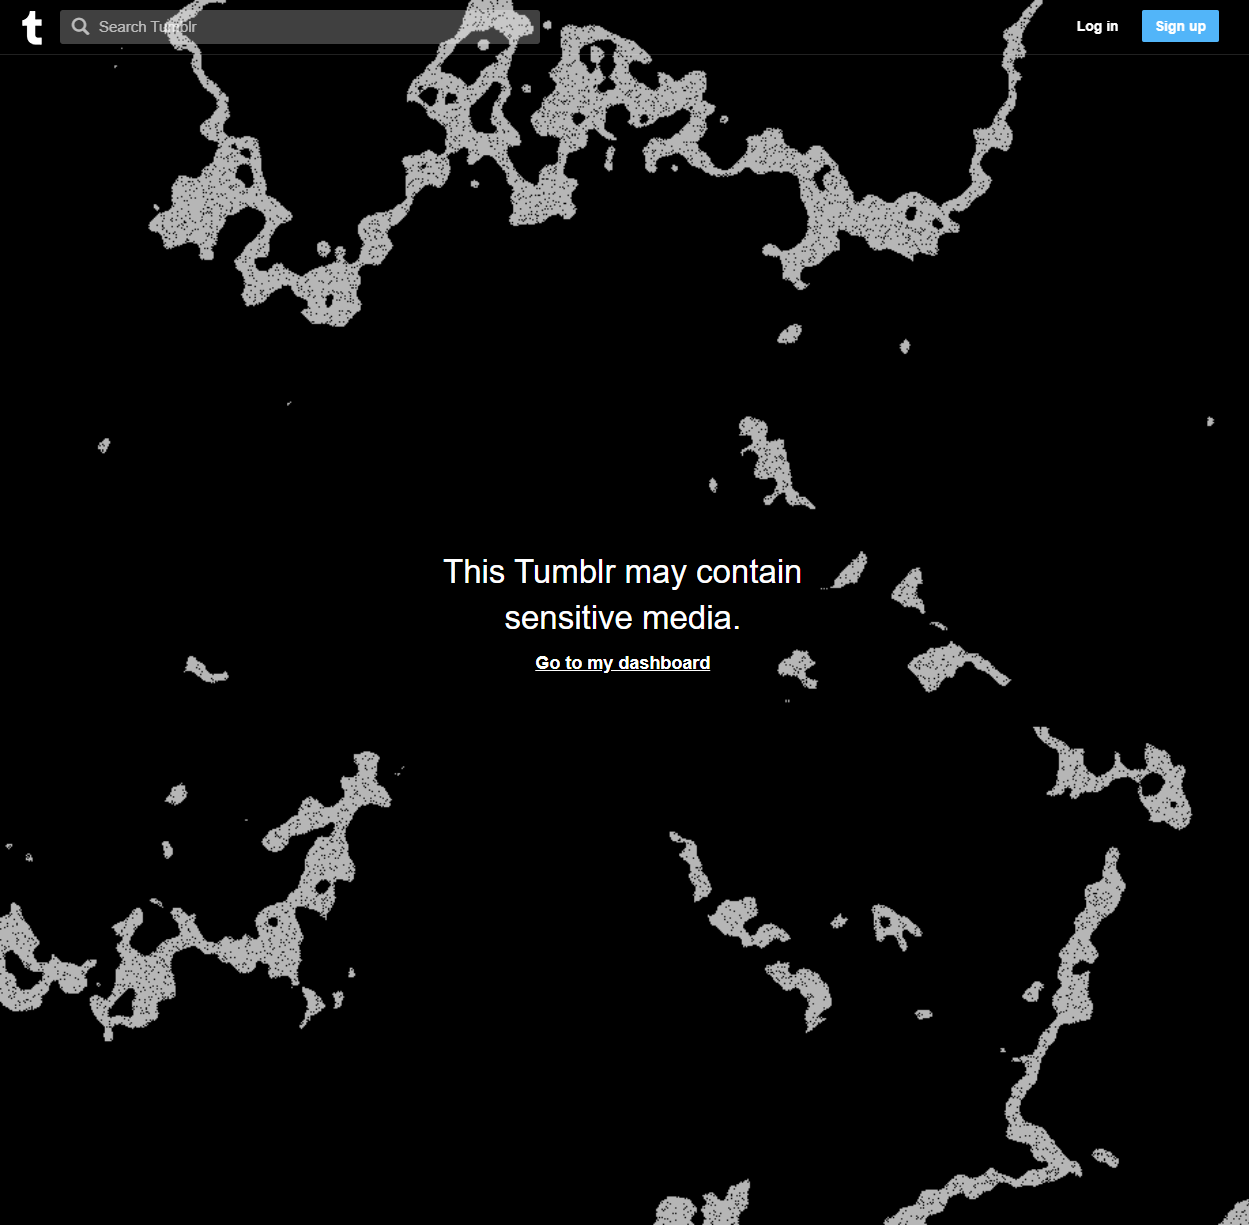 t
Search Tumblr
Log in
Sign up
This Tumblr may contain
sensitive media.
Go to my dashboard